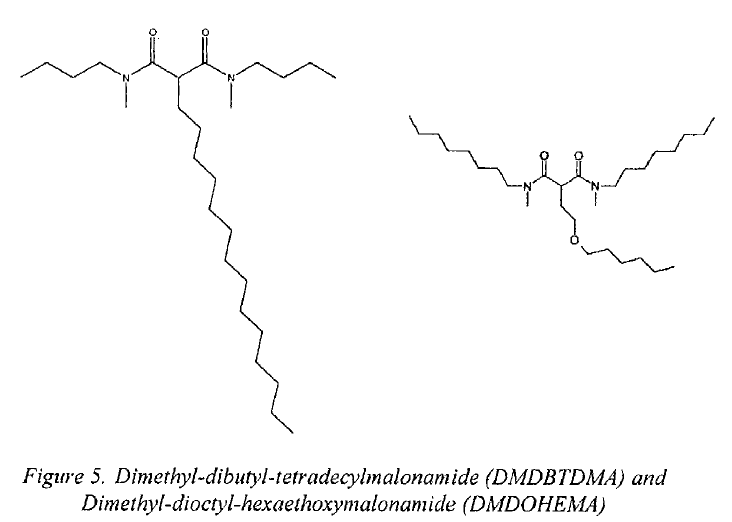 O O
N N
O O
N N
O
Figure 5. Dimethyl-dibutyl-tetradecylmalonamide (DMDBTDMA) and
Dimethyl-dioctyl-hexaethoxymalonamide (DMDOHEMA)